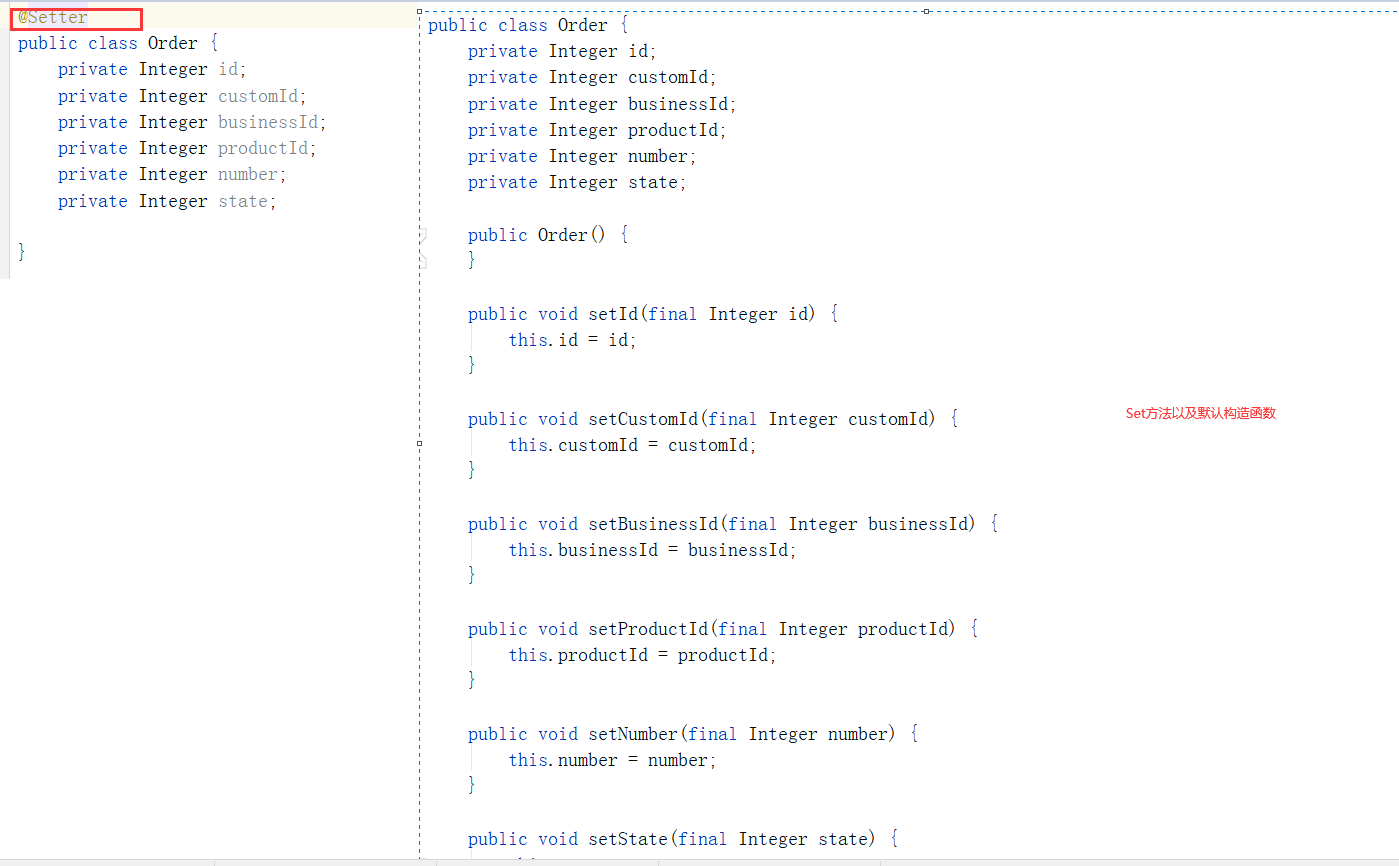 @Setter
public class Order {
    private Integer id;
    private Integer customId;
    private Integer businessId;
    private Integer productId;
    private Integer number;
    private Integer state;
}
public class Order {
    private Integer id;
    private Integer customId;
    private Integer businessId;
    private Integer productId;
    private Integer number;
    private Integer state;
    public Order() {
    }
    public void setId(final Integer id) {
        this.id = id;
    }
    public void setCustomId(final Integer customId) {
        this.customId = customId;
    }
    public void setBusinessId(final Integer businessId) {
        this.businessId = businessId;
    }
    public void setProductId(final Integer productId) {
        this.productId = productId;
    }
    public void setNumber(final Integer number) {
        this.number = number;
    }
    public void setState(final Integer state) {
Set方法以及默认构造函数